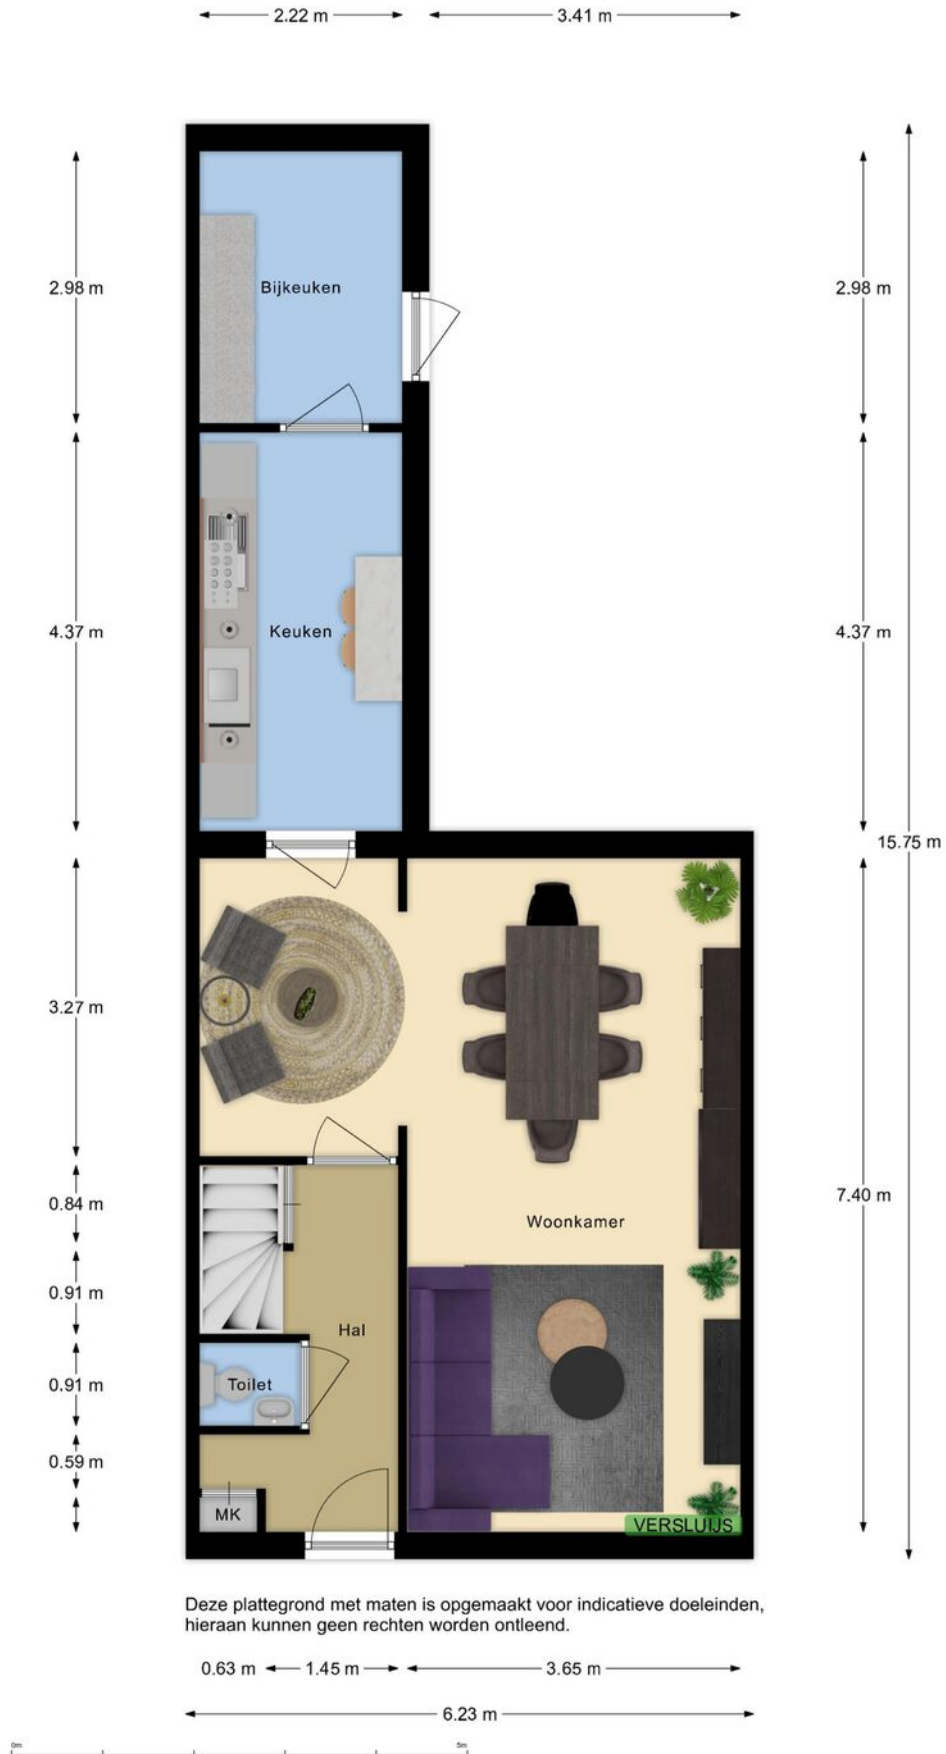 2.22 m
3.41 m
2.98 m
Bijkeuken
2.98 m
4.37 m
Keuken
4.37 m
15.75 m
3.27 m
7.40 m
0.84 m
Woonkamer
0.91 m
Hal
0.91 m
Toilet
0.59 m
MK
VERSLUIJS
Deze plattegrond met maten is opgemaakt voor indicatieve doeleinden,
hieraan kunnen geen rechten worden ontleend.
0.63 m
1.45 m
3.65 m
6.23 m
0m
5m